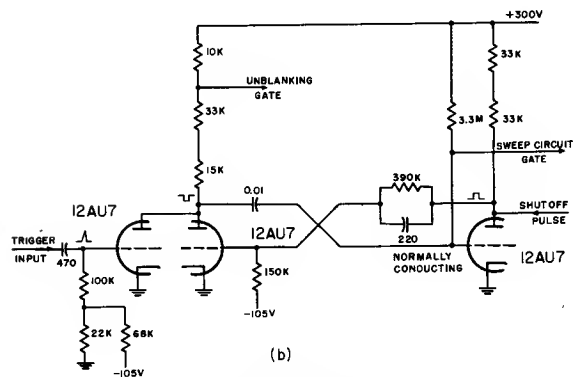 +300V
10K
33K
UNBLANKING
GATE
33K
3.3M
33K
SWEEP CIRCUIT
GATE
15K
390K
0.01
12AU7
12AU7
220
SHUTOFF
PULSE
TRIGGER
INPUT
470
NORMALLY
CONDUCTING
12AU7
100K
150K
-105V
22K
68K
-105V
(b)